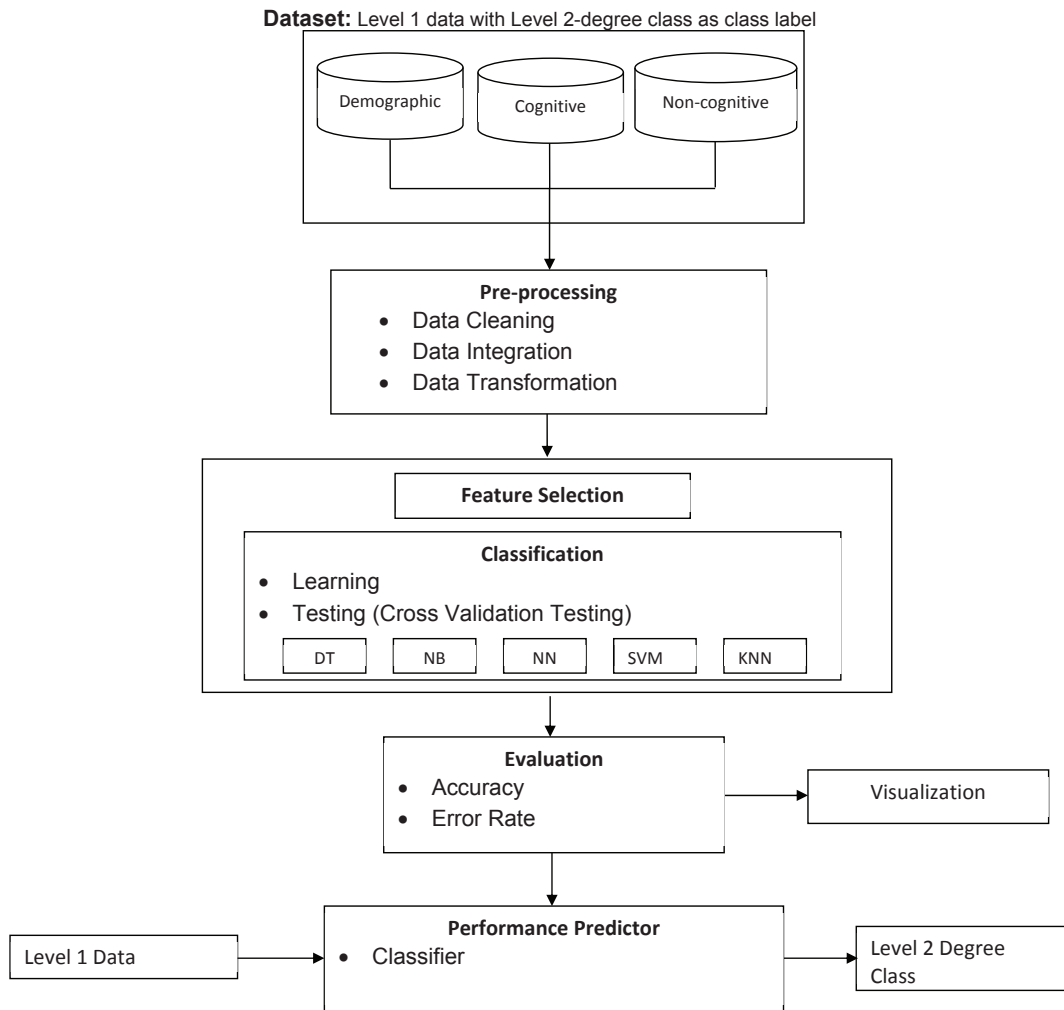 Dataset: Level 1 data with Level 2-degree class as class label
Demographic
Cognitive
Non-cognitive
Pre-processing
• Data Cleaning
• Data Integration
• Data Transformation
Feature Selection
Classification
• Learning
• Testing (Cross Validation Testing)
DT
NB
NN
SVM
KNN
Evaluation
• Accuracy
• Error Rate
Visualization
Performance Predictor
• Classifier
Level 1 Data
Level 2 Degree
Class